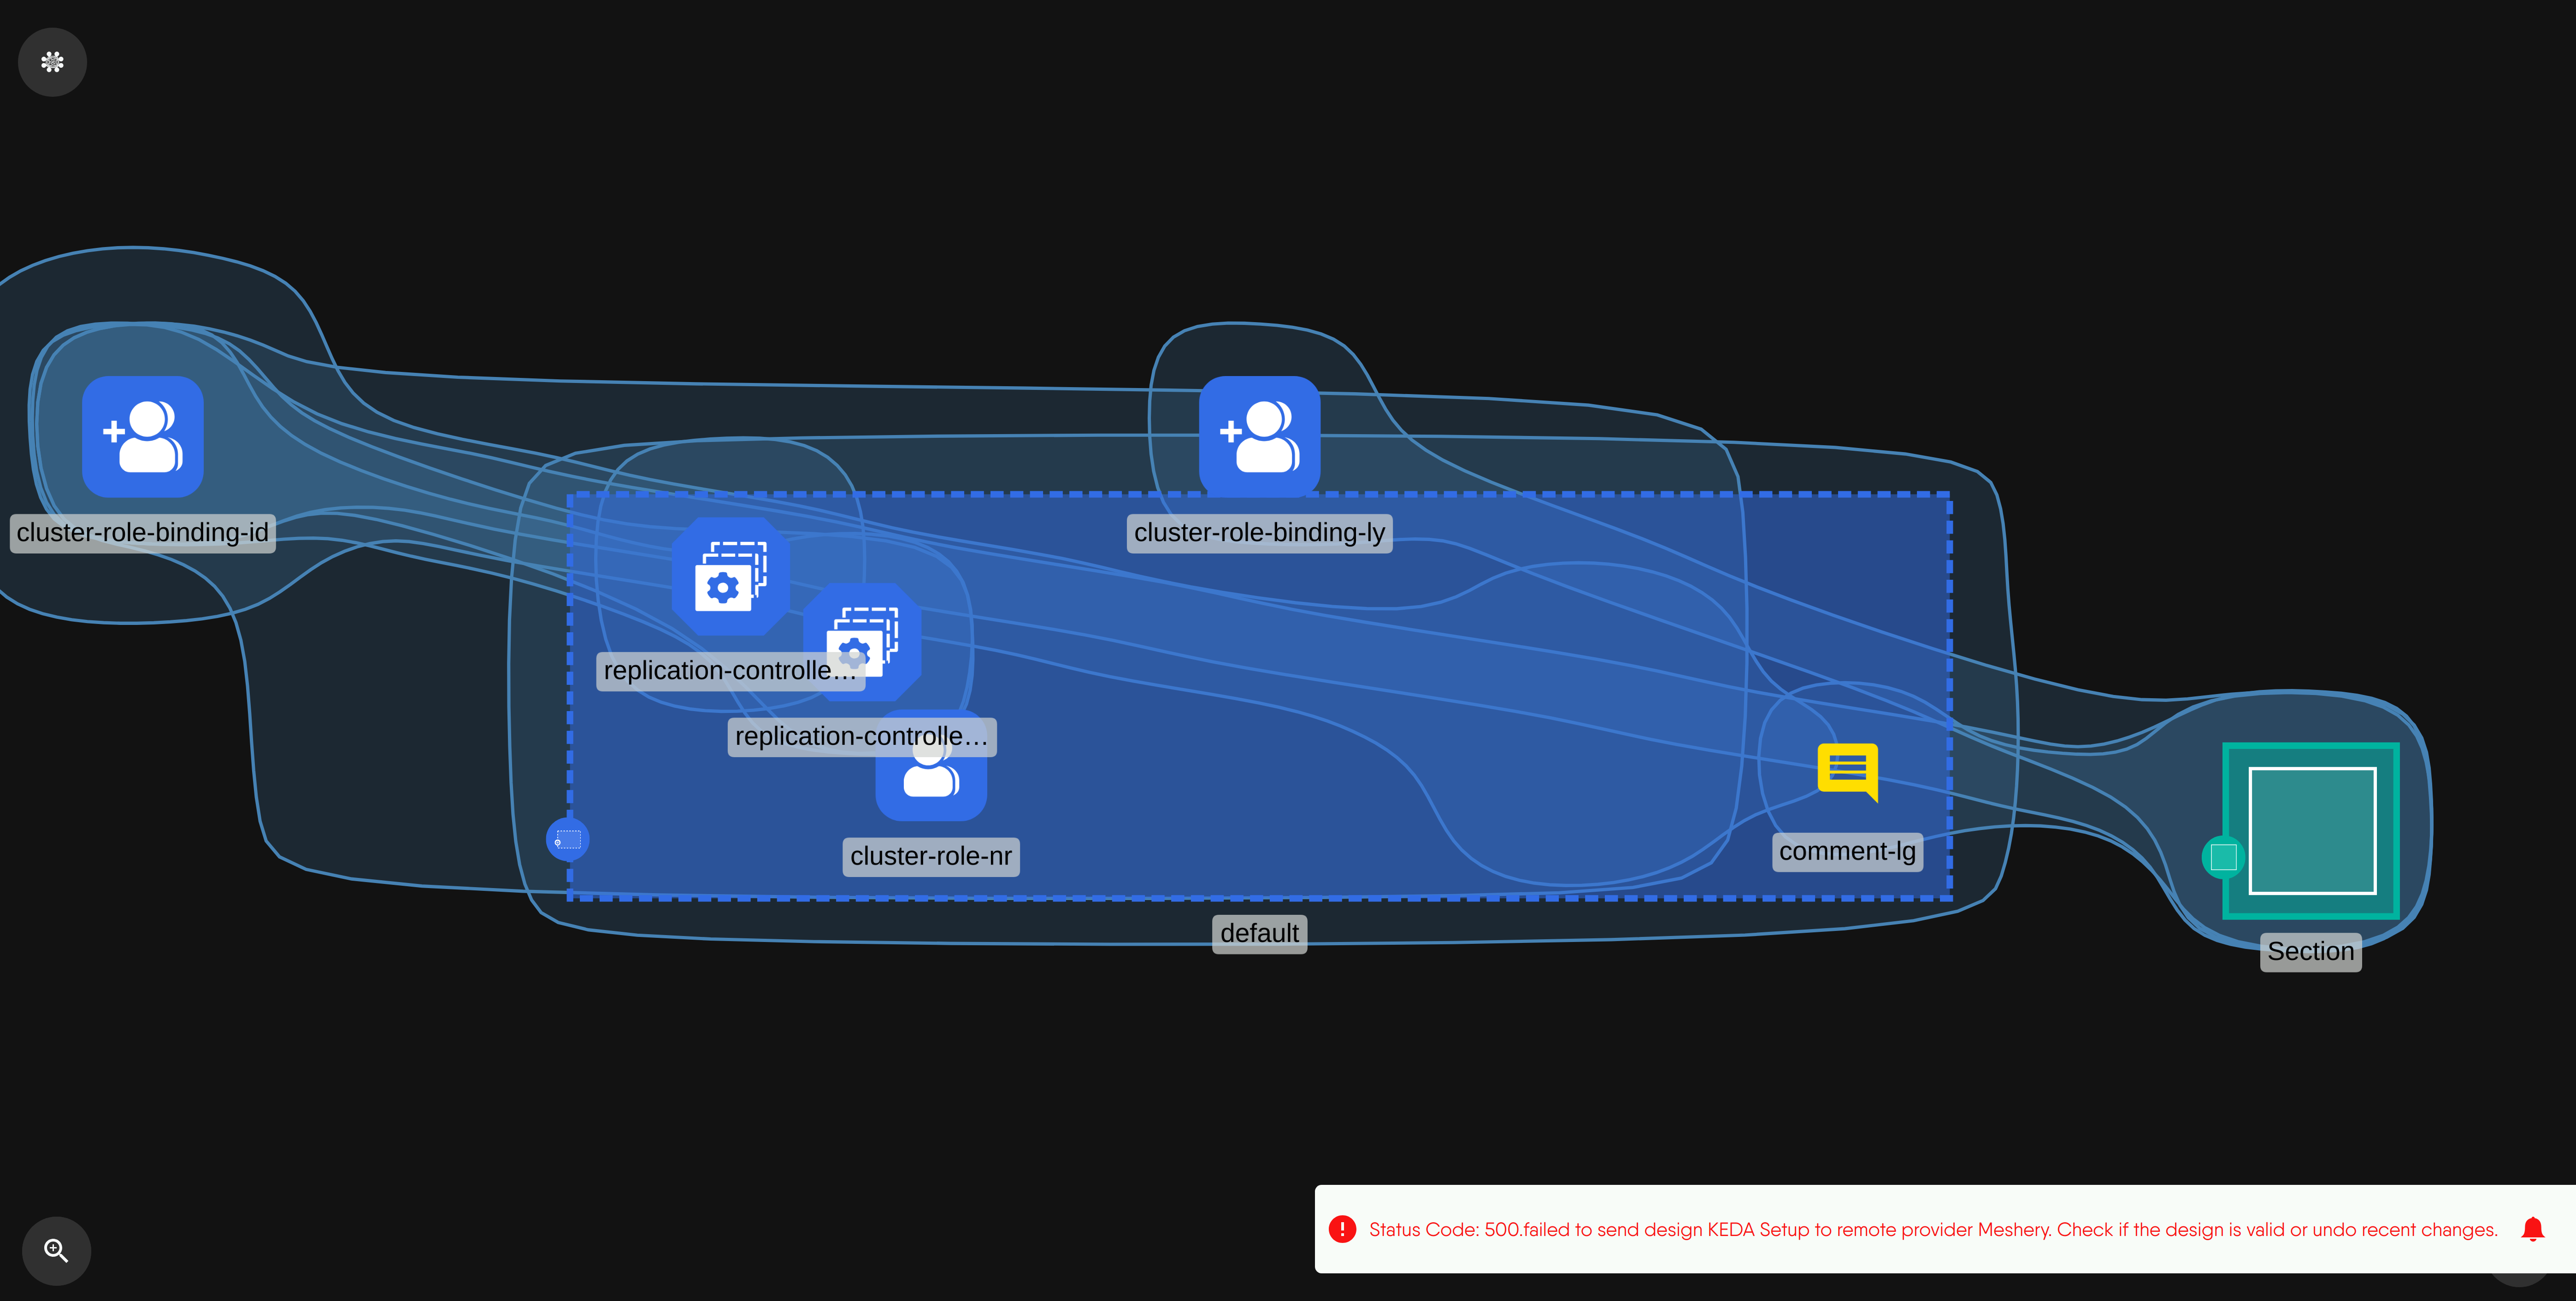 cluster-role-binding-id
cluster-role-binding-ly
replication-controlle...
replication-controlle...
cluster-role-nr
comment-lg
default
Section
Status Code: 500.failed to send design KEDA Setup to remote provider Meshery. Check if the design is valid or undo recent changes.